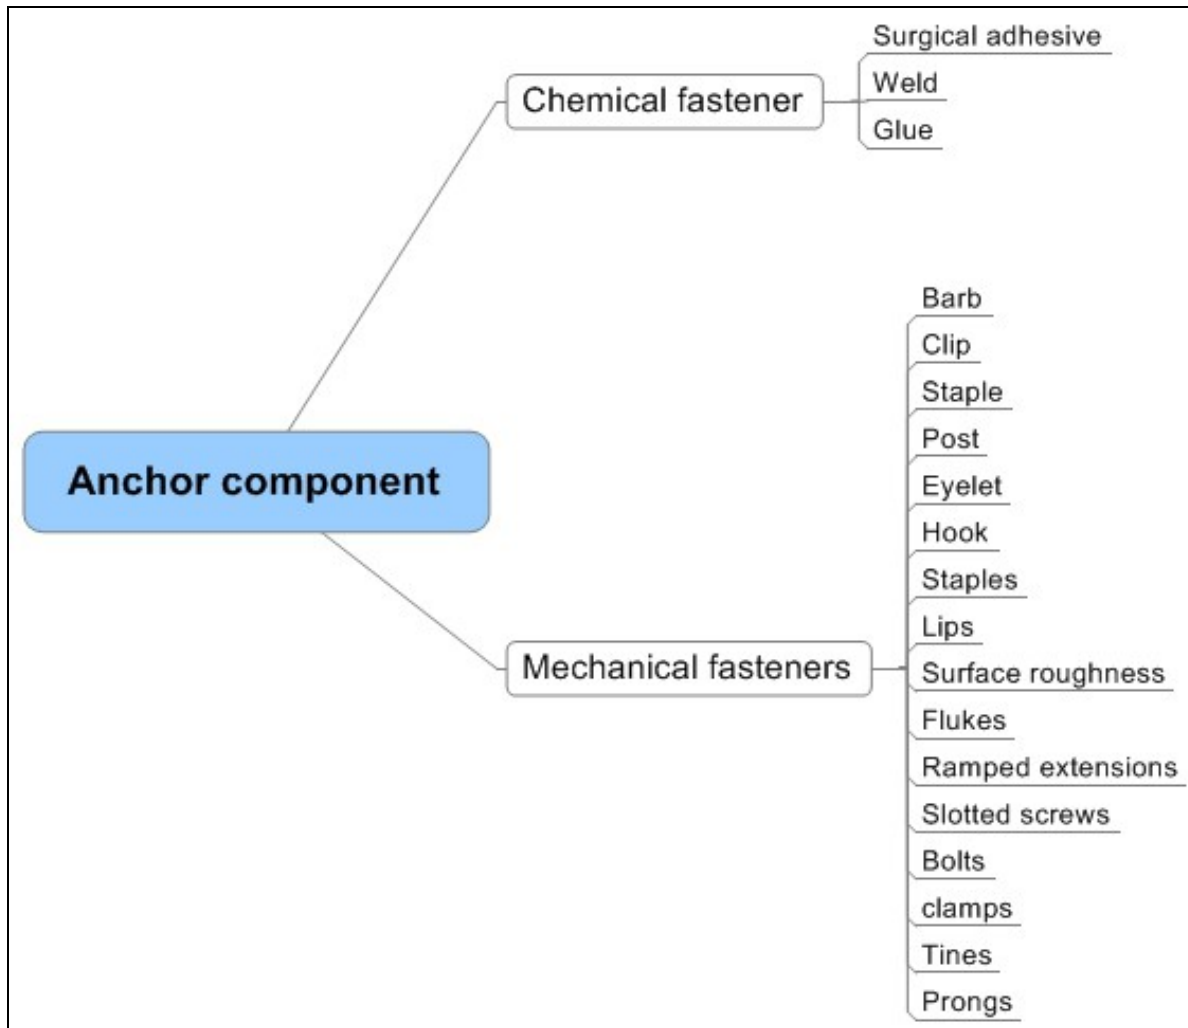 Anchor component
Chemical fastener
Surgical adhesive
Weld
Glue
Mechanical fasteners
Barb
Clip
Staple
Post
Eyelet
Hook
Staples
Lips
Surface roughness
Flukes
Ramped extensions
Slotted screws
Bolts
clamps
Tines
Prongs